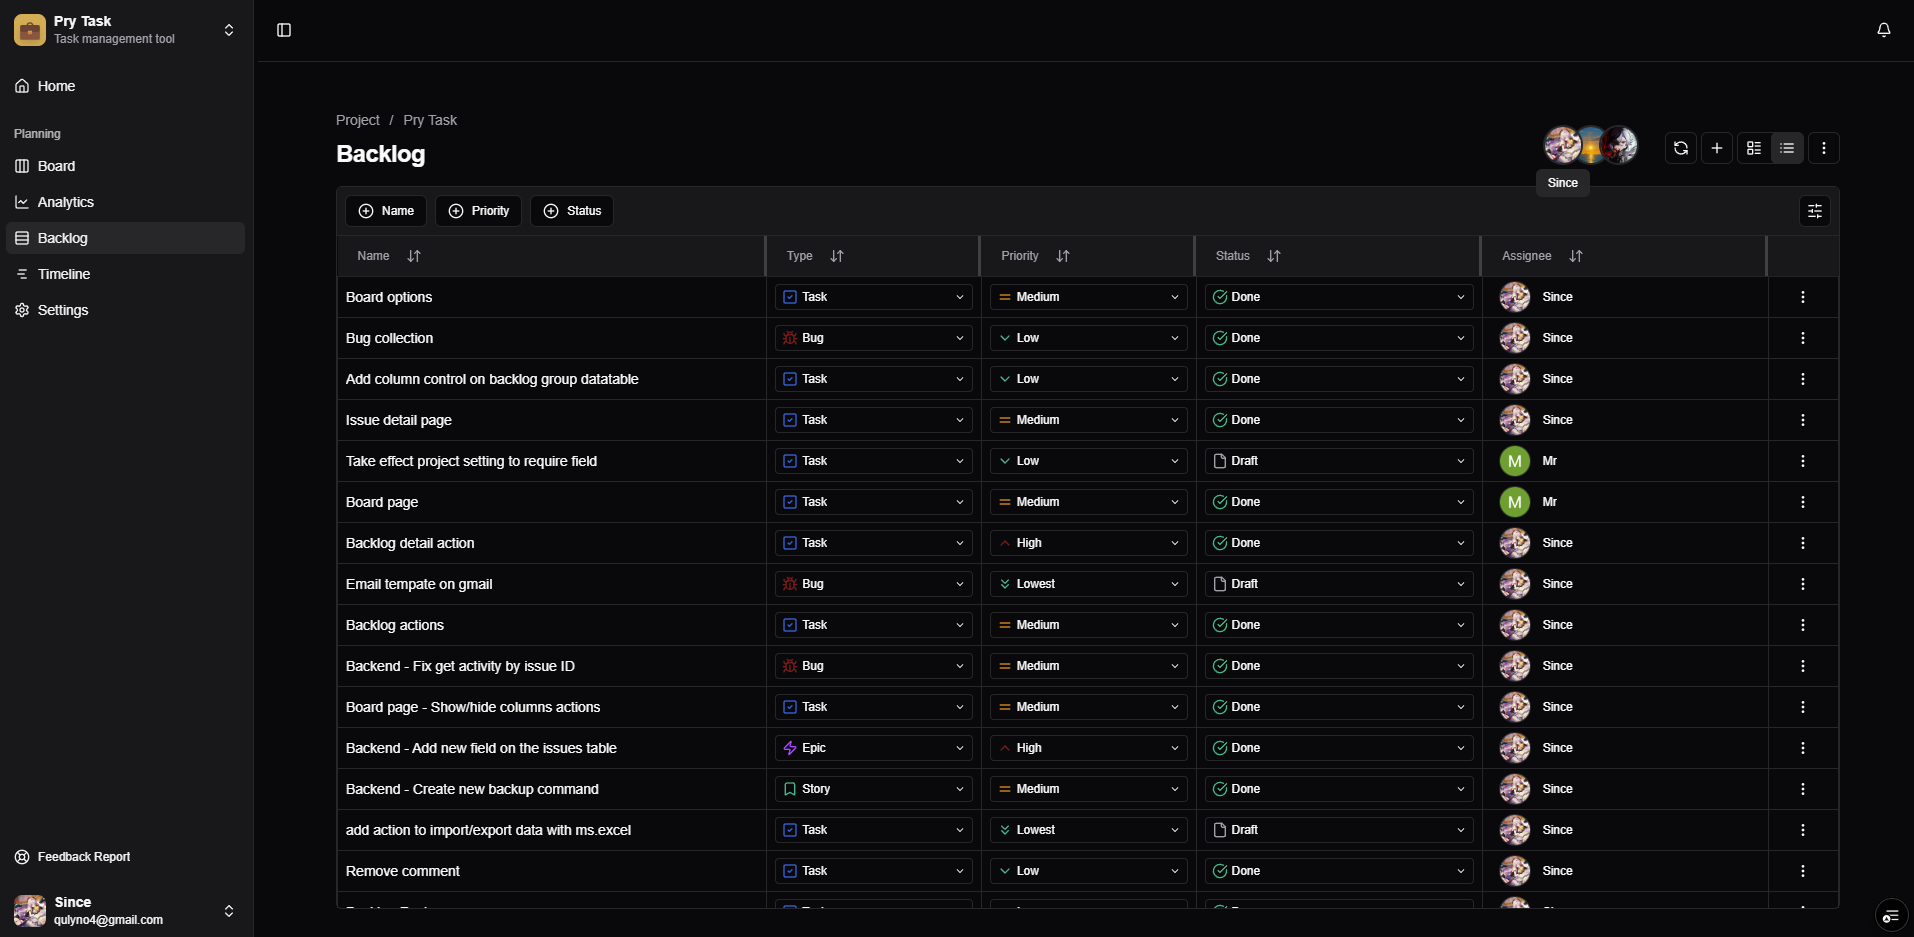 Pry Task
Task management tool
Home
Planning
Board
Analytics
Backlog
Timeline
Settings
Feedback Report
Since
qulyno4@gmail.com
Project / Pry Task
Backlog
Since
Name Priority Status
Name Type Priority Status Assignee
Board options Task Medium Done Since
Bug collection Bug Low Done Since
Add column control on backlog group datatable Task Low Done Since
Issue detail page Task Medium Done Since
Take effect project setting to require field Task Low Draft M Mr
Board page Task Medium Done M Mr
Backlog detail action Task High Done Since
Email tempate on gmail Bug Lowest Draft Since
Backlog actions Task Medium Done Since
Backend - Fix get activity by issue ID Bug Medium Done Since
Board page - Show/hide columns actions Task Medium Done Since
Backend - Add new field on the issues table Epic High Done Since
Backend - Create new backup command Story Medium Done Since
add action to import/export data with ms.excel Task Lowest Draft Since
Remove comment Task Low Done Since